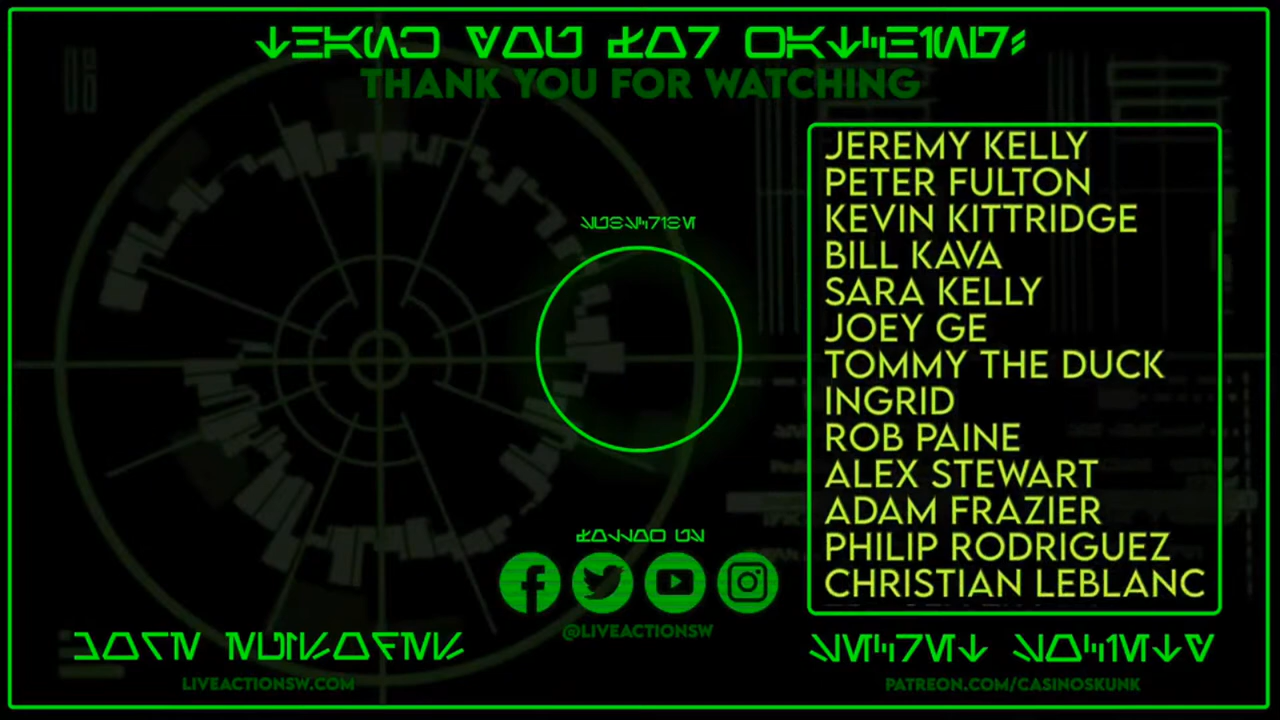 THANK YOU FOR WATCHING
JEREMY KELLY
PETER FULTON
KEVIN KITTRIDGE
BILL KAVA
SARA KELLY
JOEY GE
TOMMY THE DUCK
INGRID
ROB PAINE
ALEX STEWART
ADAM FRAZIER
PHILIP RODRIGUEZ
CHRISTIAN LEBLANC
@LIVEACTIONSW
LIVEACTIONSW.COM
PATREON.COM/CASINOSKUNK